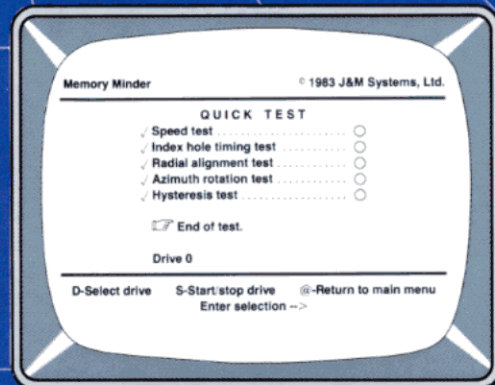 Memory Minder © 1983 J&M Systems, Ltd.
QUICK TEST
✓ Speed test ...................... ○
✓ Index hole timing test ............ ○
✓ Radial alignment test ............ ○
✓ Azimuth rotation test ............ ○
✓ Hysteresis test ................... ○
☞ End of test.
Drive 0
D-Select drive S-Start/stop drive @-Return to main menu
Enter selection -->